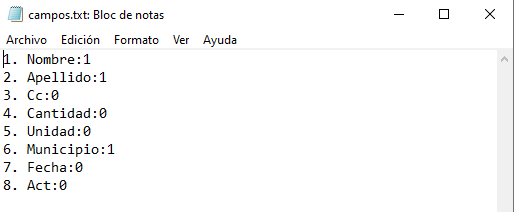 campos.txt: Bloc de notas
Archivo Edición Formato Ver Ayuda
1. Nombre:1
2. Apellido:1
3. Cc:0
4. Cantidad:0
5. Unidad:0
6. Municipio:1
7. Fecha:0
8. Act:0